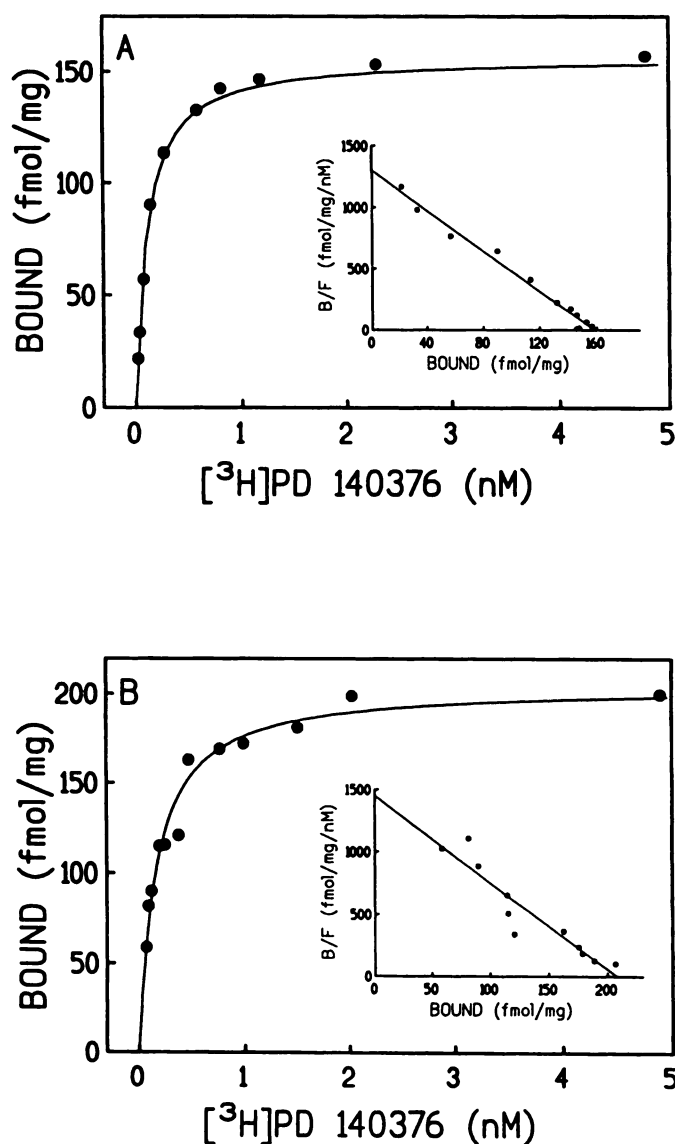 A
BOUND (fmol/mg)
150
100
50
0
0 1 2 3 4 5
[³H]PD 140376 (nM)
B/F (fmol/mg/nM)
1500
1000
500
0
0 40 80 120 160
BOUND (fmol/mg)
B
BOUND (fmol/mg)
200
150
100
50
0
0 1 2 3 4 5
[³H]PD 140376 (nM)
B/F (fmol/mg/nM)
1500
1000
500
0
0 50 100 150 200
BOUND (fmol/mg)